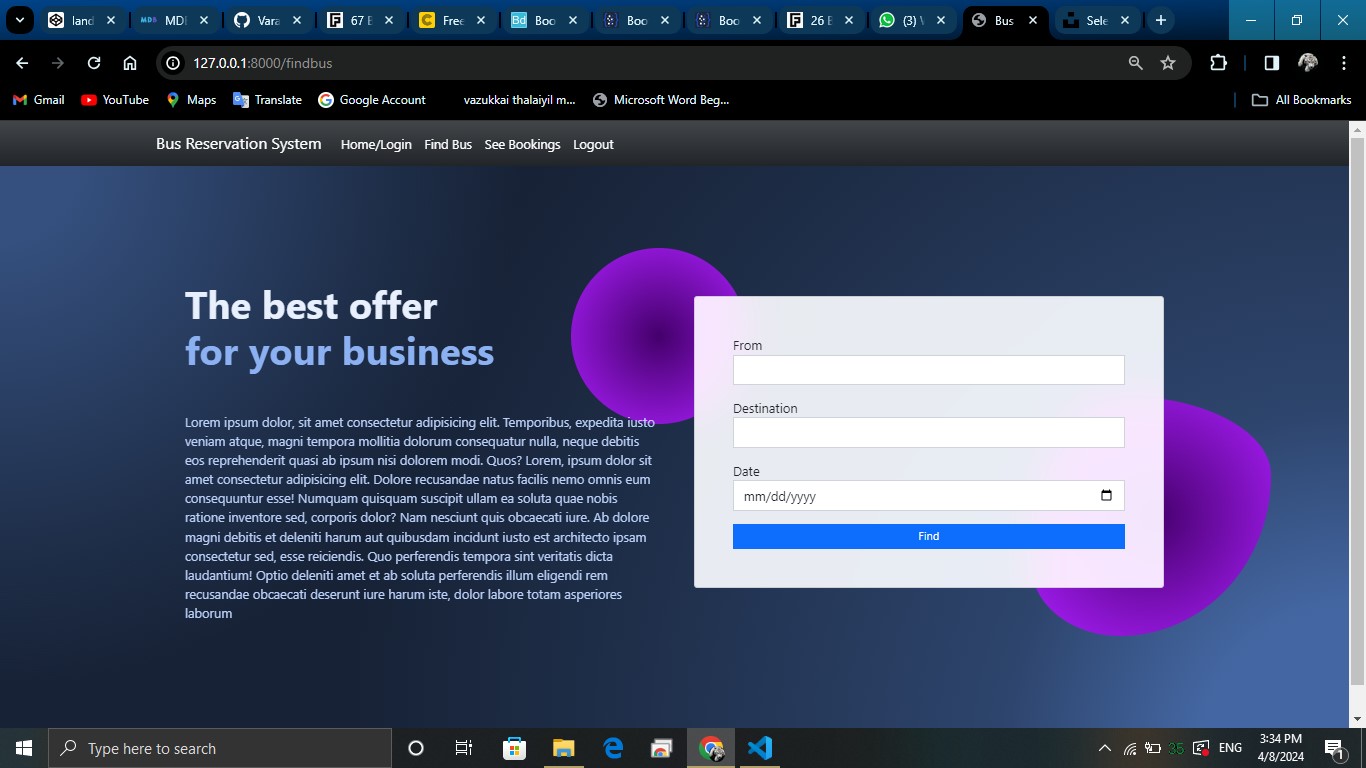 land
MDI
Vara
67 E
Free
Boo
Boo
Boo
26 E
(3) V
Bus
Sele
127.0.0.1:8000/findbus
Gmail
YouTube
Maps
Translate
Google Account
vazukkai thalaiyil m...
Microsoft Word Beg...
All Bookmarks
Bus Reservation System
Home/Login
Find Bus
See Bookings
Logout
The best offer
for your business
Lorem ipsum dolor, sit amet consectetur adipisicing elit. Temporibus, expedita iusto
veniam atque, magni tempora mollitia dolorum consequatur nulla, neque debitis
eos reprehenderit quasi ab ipsum nisi dolorem modi. Quos? Lorem, ipsum dolor sit
amet consectetur adipisicing elit. Dolore recusandae natus facilis nemo omnis eum
consequuntur esse! Numquam quisquam suscipit ullam ea soluta quae nobis
ratione inventore sed, corporis dolor? Nam nesciunt quis obcaecati iure. Ab dolore
magni debitis et deleniti harum aut quibusdam incidunt iusto est architecto ipsam
consectetur sed, esse reiciendis. Quo perferendis tempora sint veritatis dicta
laudantium! Optio deleniti amet et ab soluta perferendis illum eligendi rem
recusandae obcaecati deserunt iure harum iste, dolor labore totam asperiores
laborum
From
Destination
Date
mm/dd/yyyy
Find
Type here to search
35
ENG
3:34 PM
4/8/2024
1